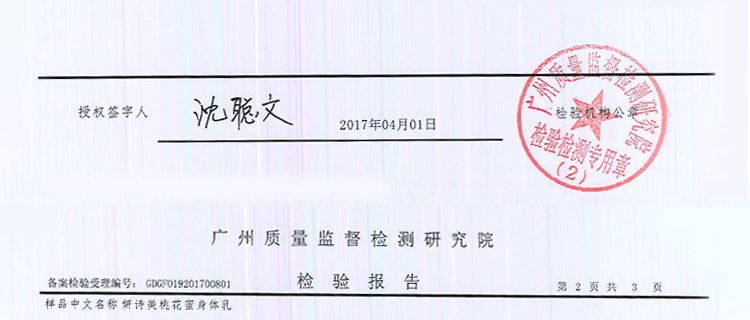 授权签字人
沈聪文
2017年04月01日
检验机构公章
广州质量监督检测研究院
检验检测专用章
(2)
广州质量监督检测研究院
备案检验受理编号: GDGF019201700801
检验报告
第 2 页 共 3 页
样品中文名称 妍诗美桃花蜜身体乳